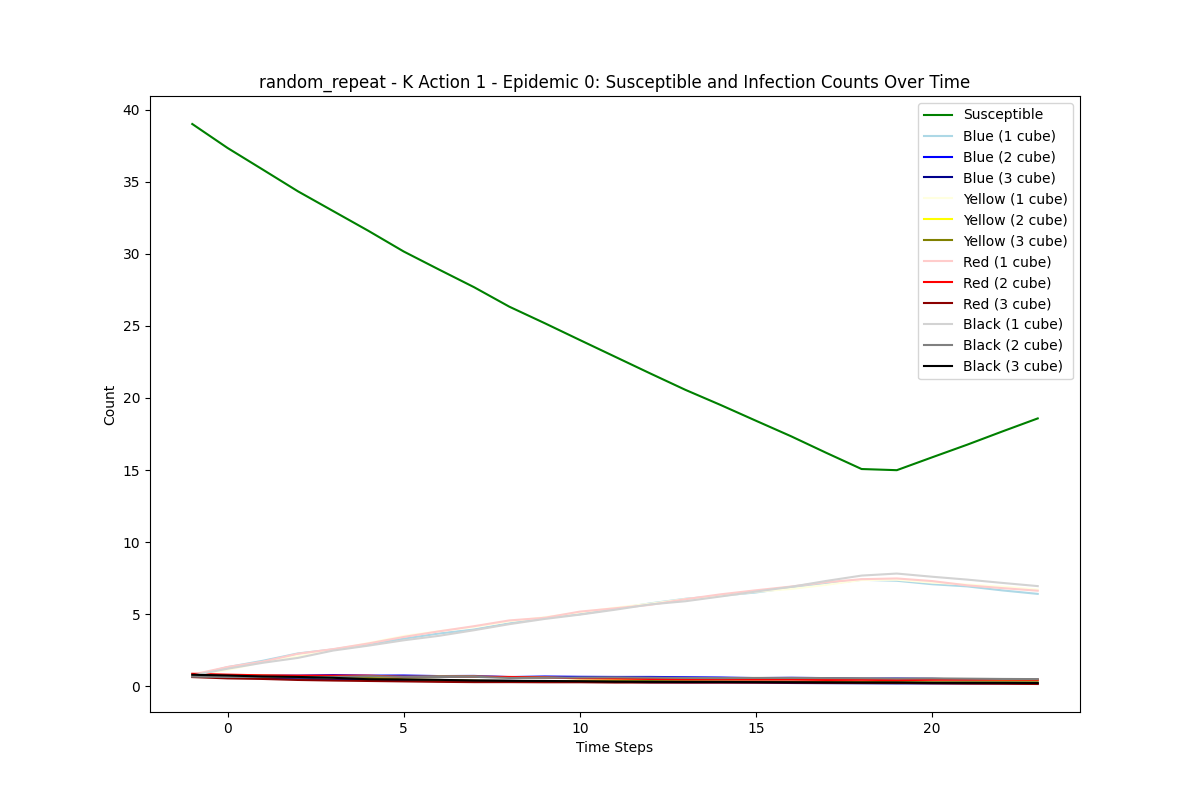 random_repeat - K Action 1 - Epidemic 0: Susceptible and Infection Counts Over Time
40
35
30
25
20
15
10
5
0
Count
Susceptible
Blue (1 cube)
Blue (2 cube)
Blue (3 cube)
Yellow (1 cube)
Yellow (2 cube)
Yellow (3 cube)
Red (1 cube)
Red (2 cube)
Red (3 cube)
Black (1 cube)
Black (2 cube)
Black (3 cube)
0 5 10 15 20
Time Steps